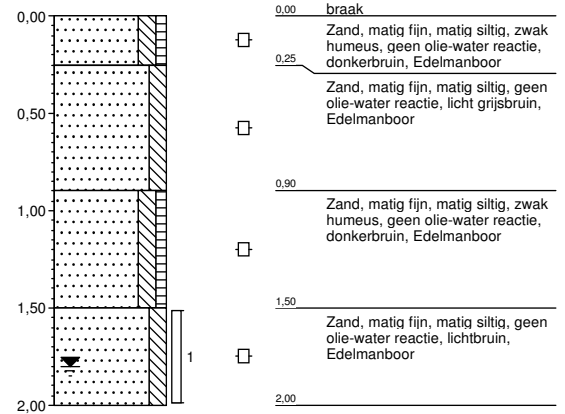 0,00
0,50
1,00
1,50
2,00
1
0,00 braak
Zand, matig fijn, matig siltig, zwak
humeus, geen olie-water reactie,
donkerbruin, Edelmanboor
0,25
Zand, matig fijn, matig siltig, geen
olie-water reactie, licht grijsbruin,
Edelmanboor
0,90
Zand, matig fijn, matig siltig, zwak
humeus, geen olie-water reactie,
donkerbruin, Edelmanboor
1,50
Zand, matig fijn, matig siltig, geen
olie-water reactie, lichtbruin,
Edelmanboor
2,00